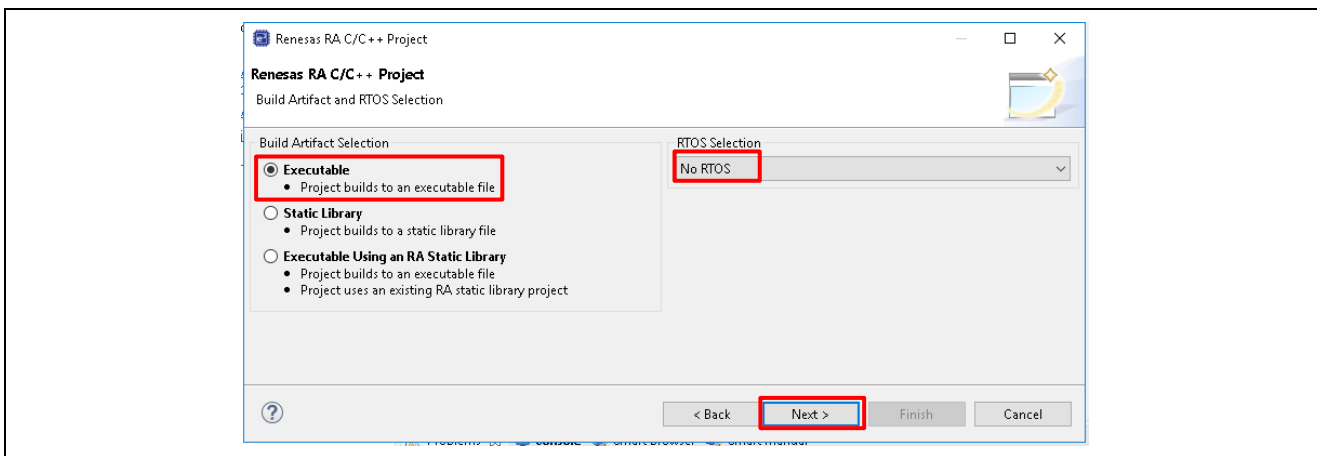 Renesas RA C/C++ Project
Renesas RA C/C++ Project
Build Artifact and RTOS Selection
Build Artifact Selection
Executable
• Project builds to an executable file
Static Library
• Project builds to a static library file
Executable Using an RA Static Library
• Project builds to an executable file
• Project uses an existing RA static library project
RTOS Selection
No RTOS
?
< Back
Next >
Finish
Cancel